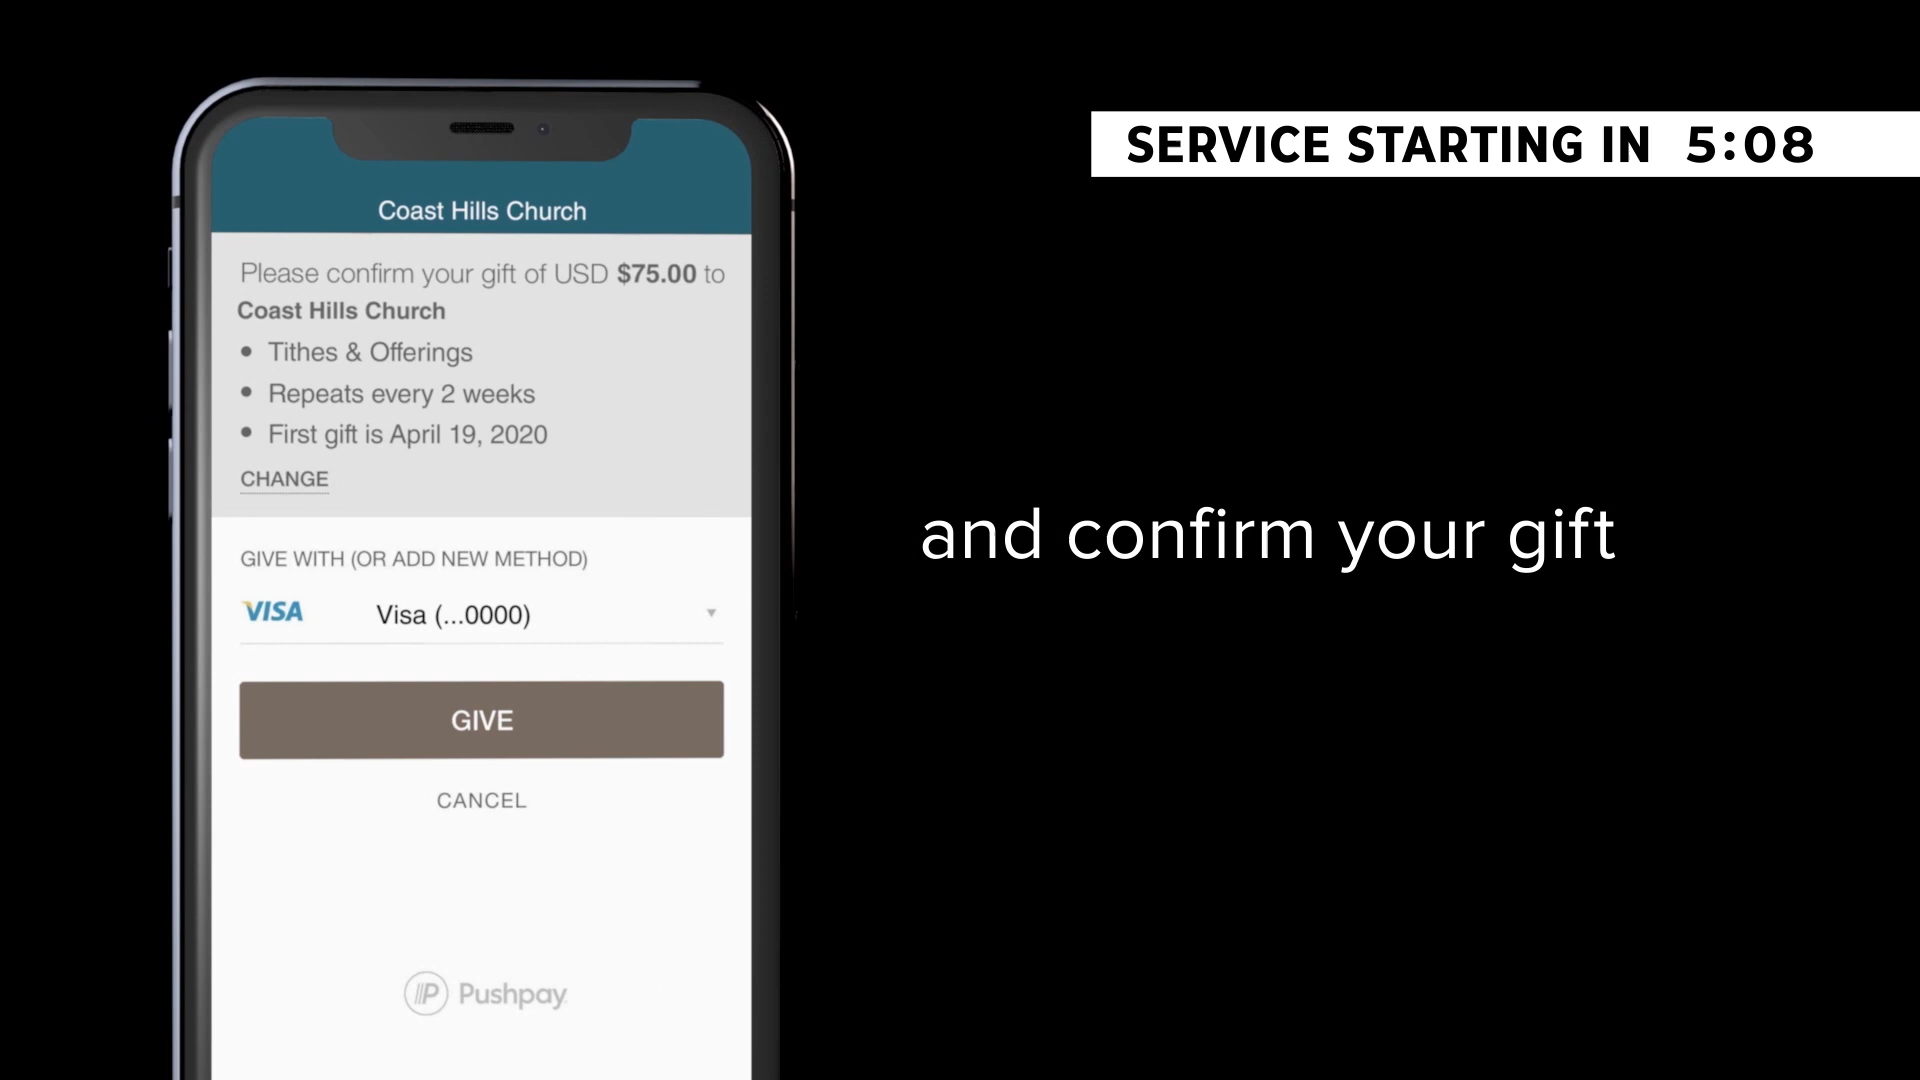 SERVICE STARTING IN 5:08
Coast Hills Church
Please confirm your gift of USD $75.00 to
Coast Hills Church
• Tithes & Offerings
• Repeats every 2 weeks
• First gift is April 19, 2020
CHANGE
GIVE WITH (OR ADD NEW METHOD)
VISA Visa (...0000)
GIVE
CANCEL
Pushpay
and confirm your gift